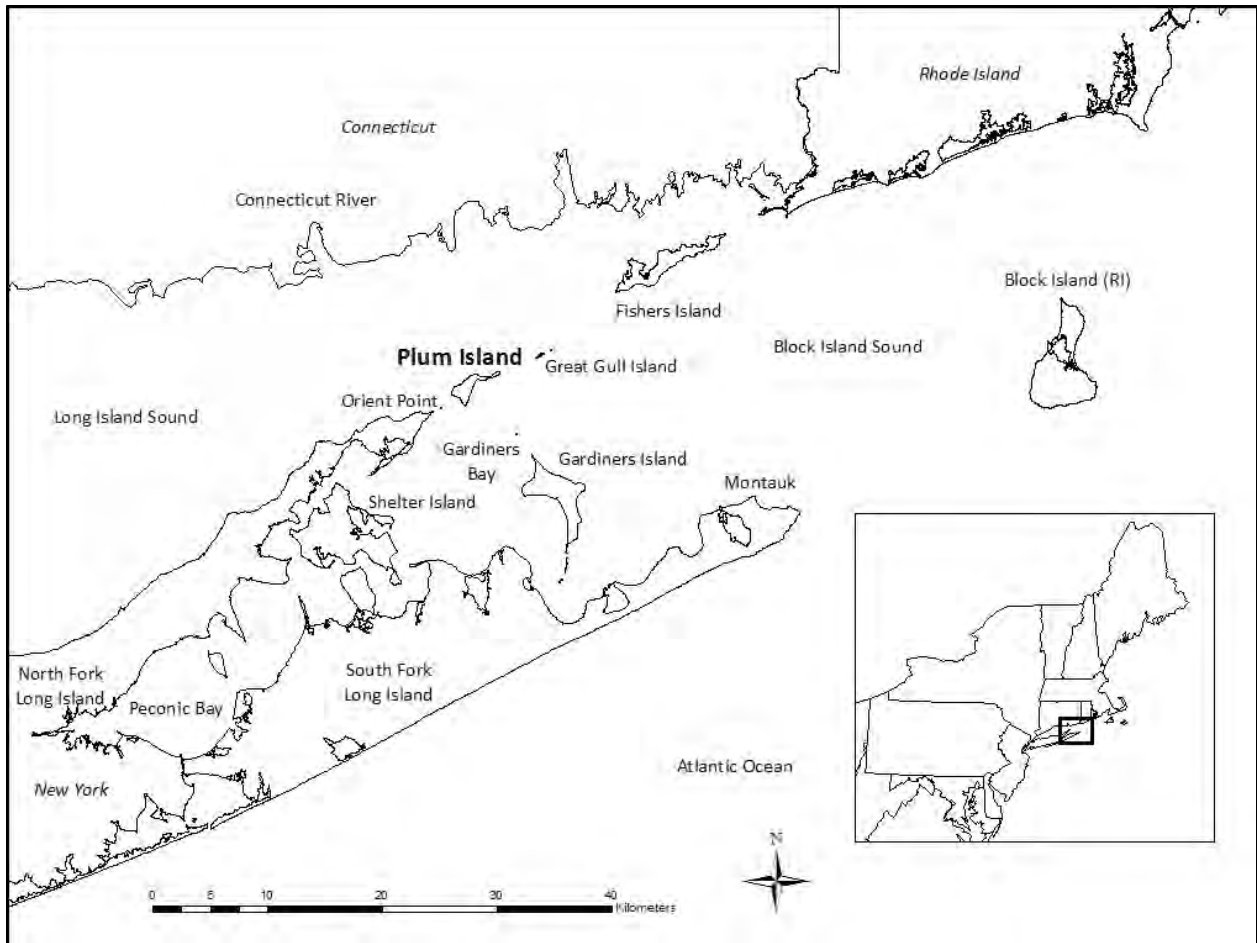 Rhode Island
Connecticut
Connecticut River
Block Island (RI)
Fishers Island
Block Island Sound
Plum Island
Great Gull Island
Orient Point
Long Island Sound
Gardiners
Bay
Gardiners Island
Montauk
Shelter Island
North Fork
Long Island
South Fork
Long Island
Peconic Bay
Atlantic Ocean
New York
N
0 5 10 20 30 40
Kilometers